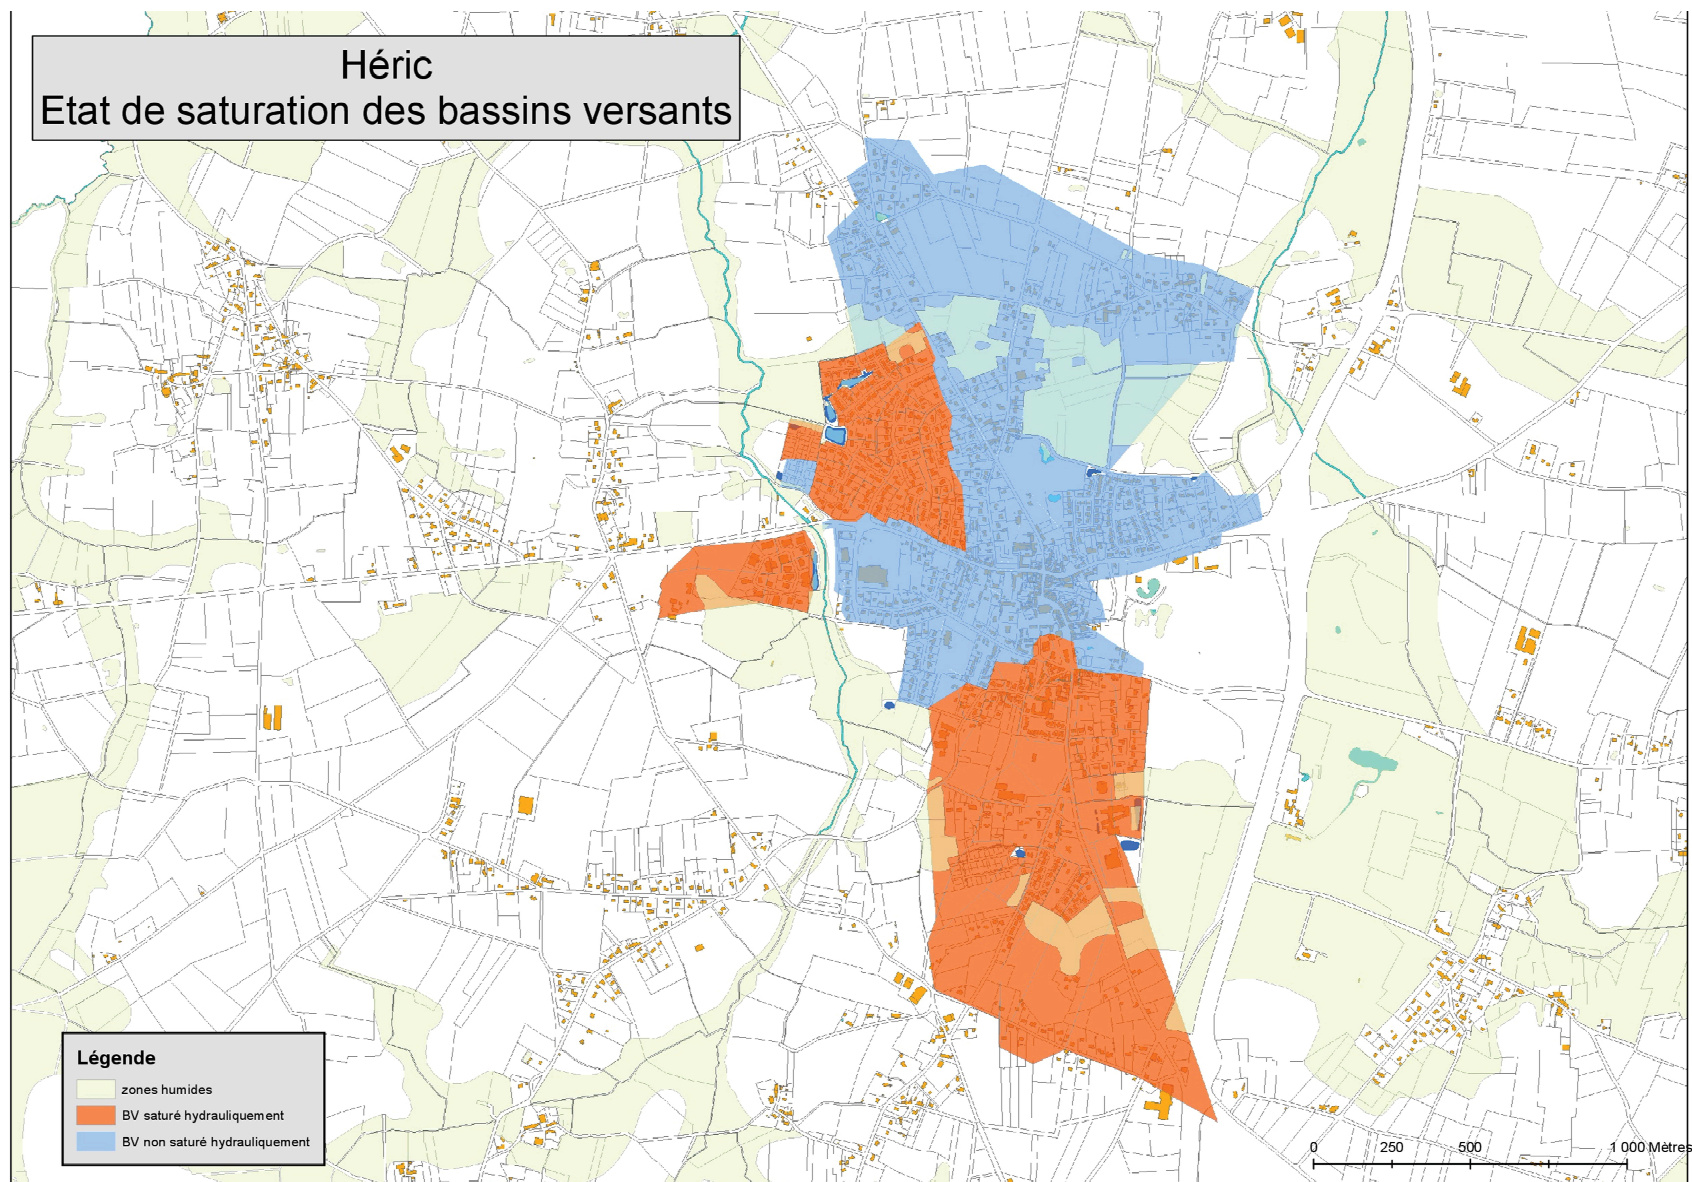 Héric
Etat de saturation des bassins versants
Légende
zones humides
BV saturé hydrauliquement
BV non saturé hydrauliquement
0 250 500 1 000 Mètres